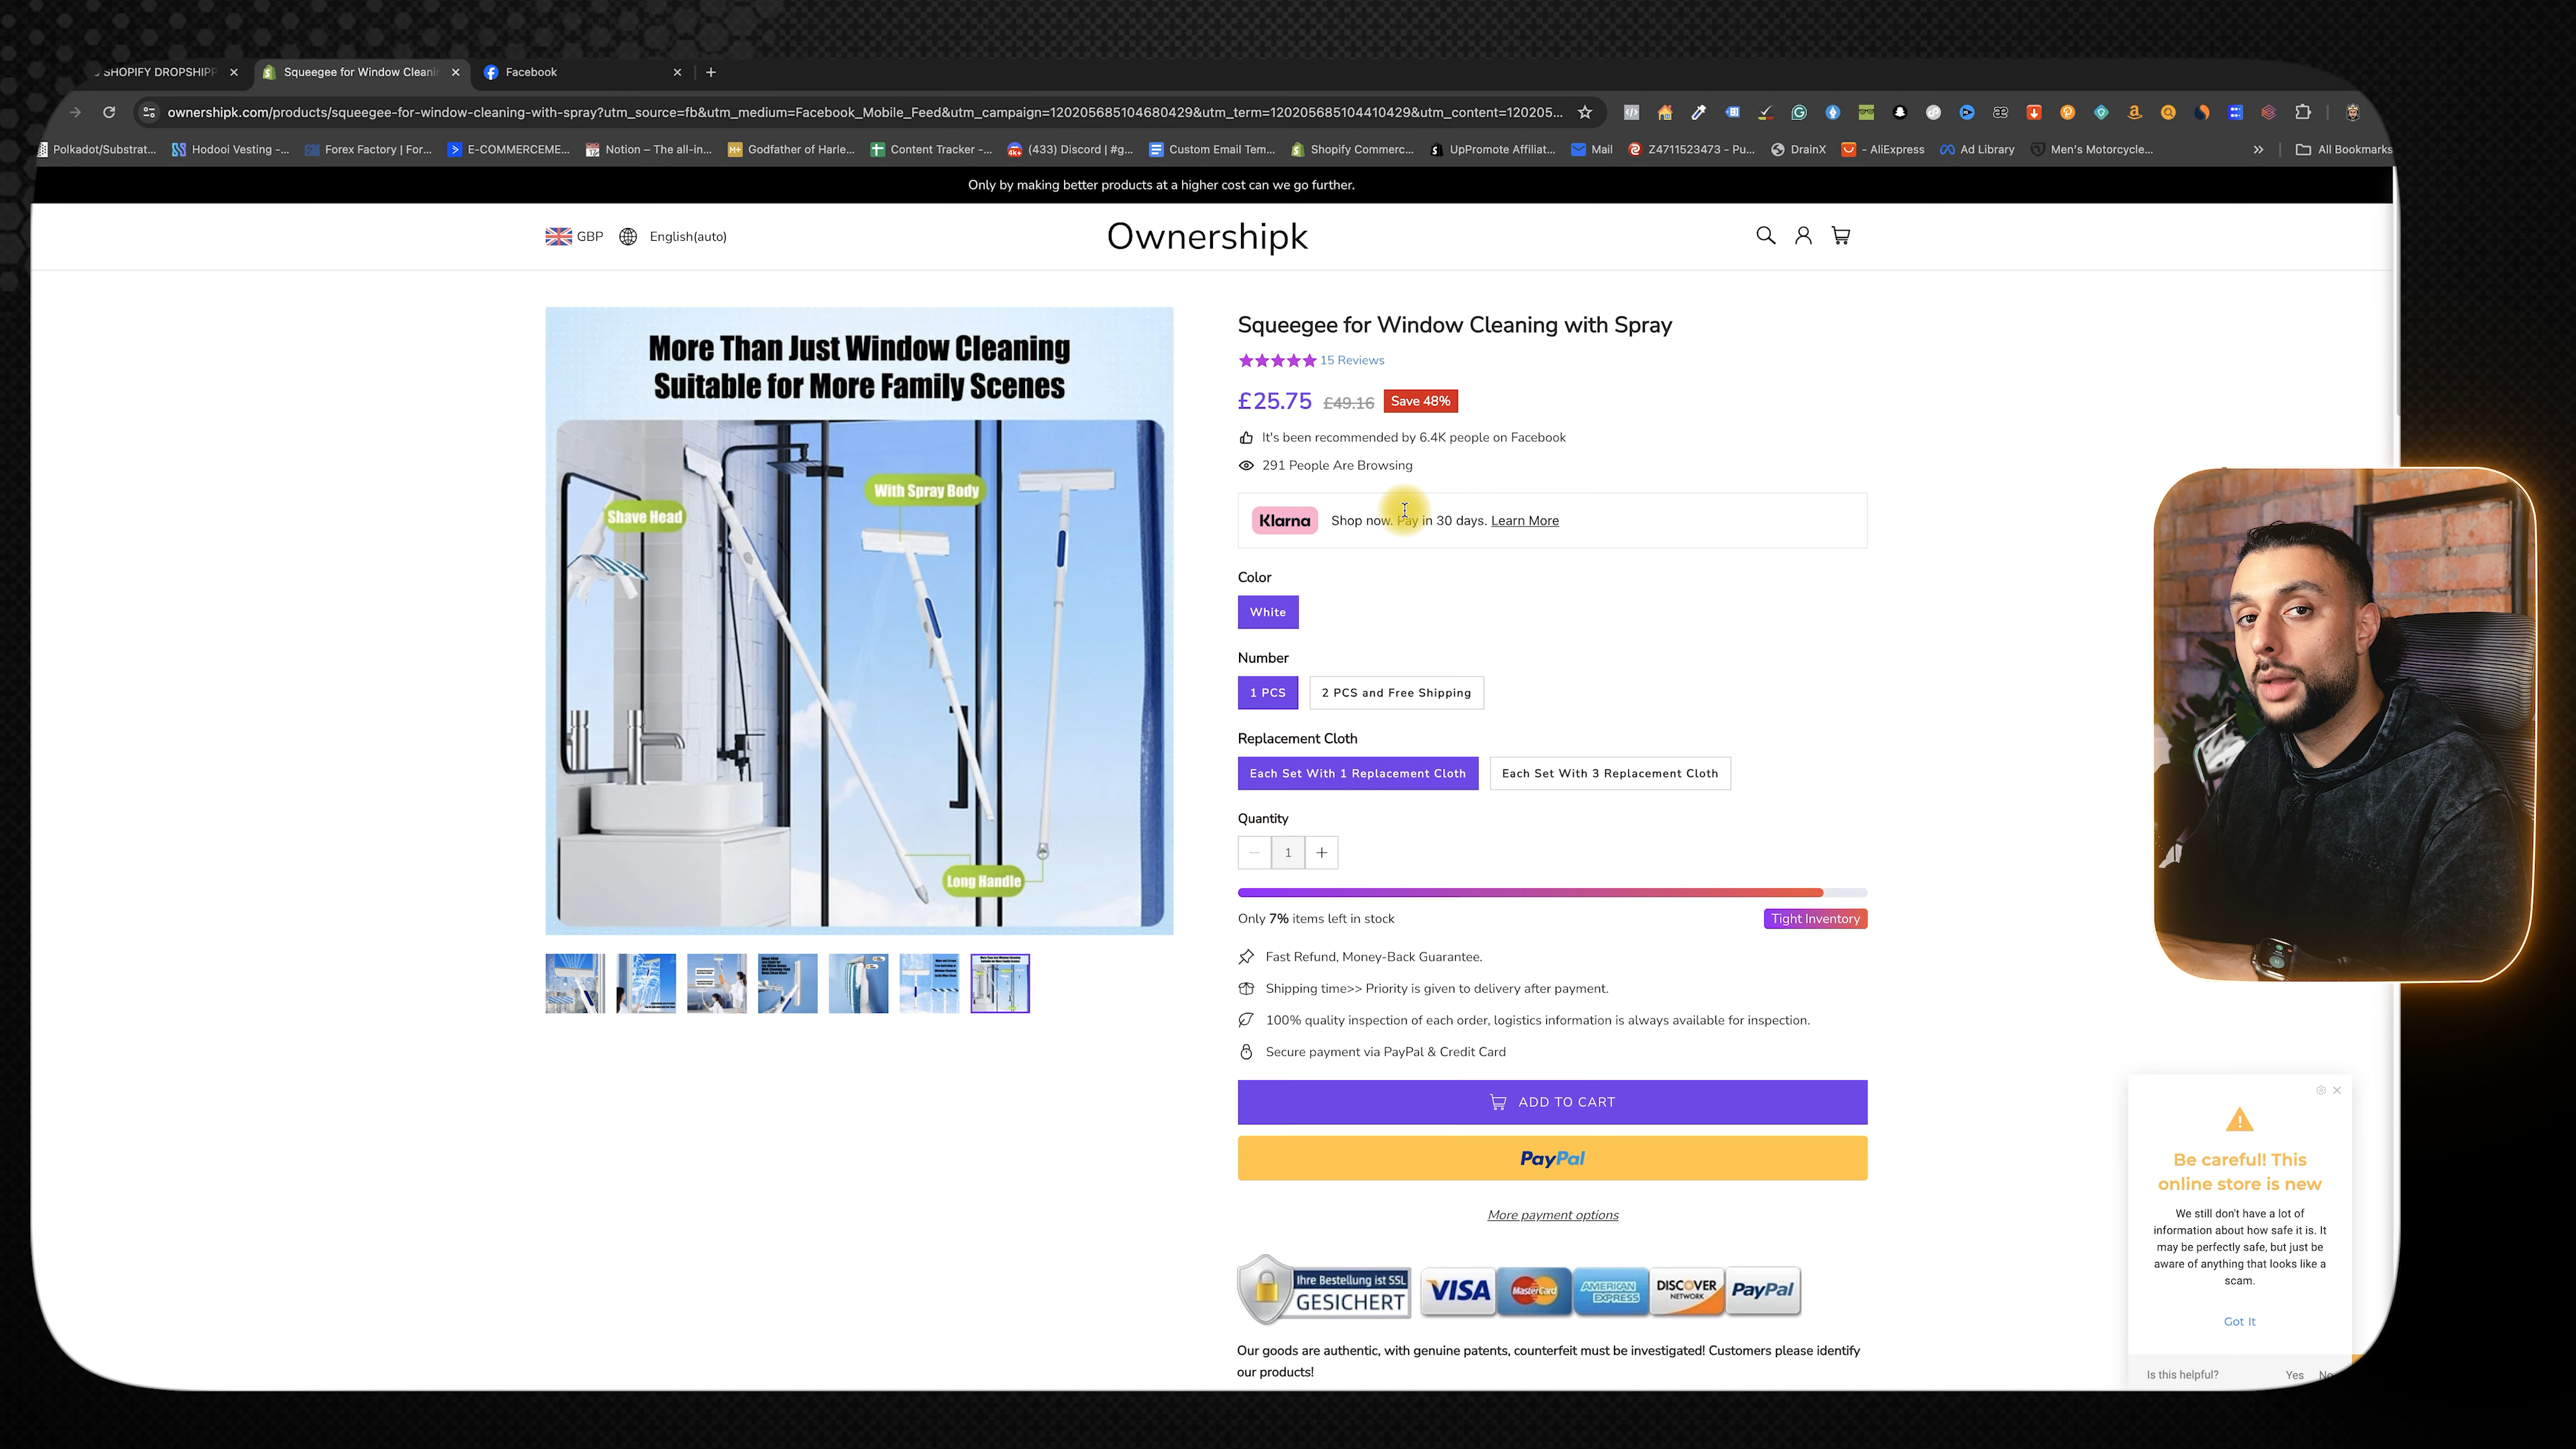 SHOPIFY DROPSHIPP
Squeegee for Window Cleani
Facebook
ownershipk.com/products/squeegee-for-window-cleaning-with-spray?utm_source=fb&utm_medium=Facebook_Mobile_Feed&utm_campaign=120205685104680429&utm_term=120205685104410429&utm_content=120205...
Polkadot/Substrat...
Hodooi Vesting -...
Forex Factory | For...
E-COMMERCEME...
Notion – The all-in...
Godfather of Harle...
Content Tracker -...
(433) Discord | #g...
Custom Email Tem...
Shopify Commerc...
UpPromote Affiliat...
Mail
Z4711523473 - Pu...
DrainX
- AliExpress
Ad Library
Men's Motorcycle...
All Bookmarks
Only by making better products at a higher cost can we go further.
GBP
English(auto)
Ownershipk
More Than Just Window Cleaning
Suitable for More Family Scenes
With Spray Body
Shave Head
Long Handle
Squeegee for Window Cleaning with Spray
15 Reviews
£25.75 £49.16 Save 48%
It's been recommended by 6.4K people on Facebook
291 People Are Browsing
Klarna Shop now. Pay in 30 days. Learn More
Color
White
Number
1 PCS
2 PCS and Free Shipping
Replacement Cloth
Each Set With 1 Replacement Cloth
Each Set With 3 Replacement Cloth
Quantity
1
Only 7% items left in stock
Tight Inventory
Fast Refund, Money-Back Guarantee.
Shipping time>> Priority is given to delivery after payment.
100% quality inspection of each order, logistics information is always available for inspection.
Secure payment via PayPal & Credit Card
ADD TO CART
PayPal
More payment options
Ihre Bestellung ist SSL
GESICHERT
VISA
MasterCard
AMERICAN EXPRESS
DISCOVER NETWORK
PayPal
Our goods are authentic, with genuine patents, counterfeit must be investigated! Customers please identify
our products!
Be careful! This
online store is new
We still don't have a lot of
information about how safe it is. It
may be perfectly safe, but just be
aware of anything that looks like a
scam.
Got It
Is this helpful?
Yes
No